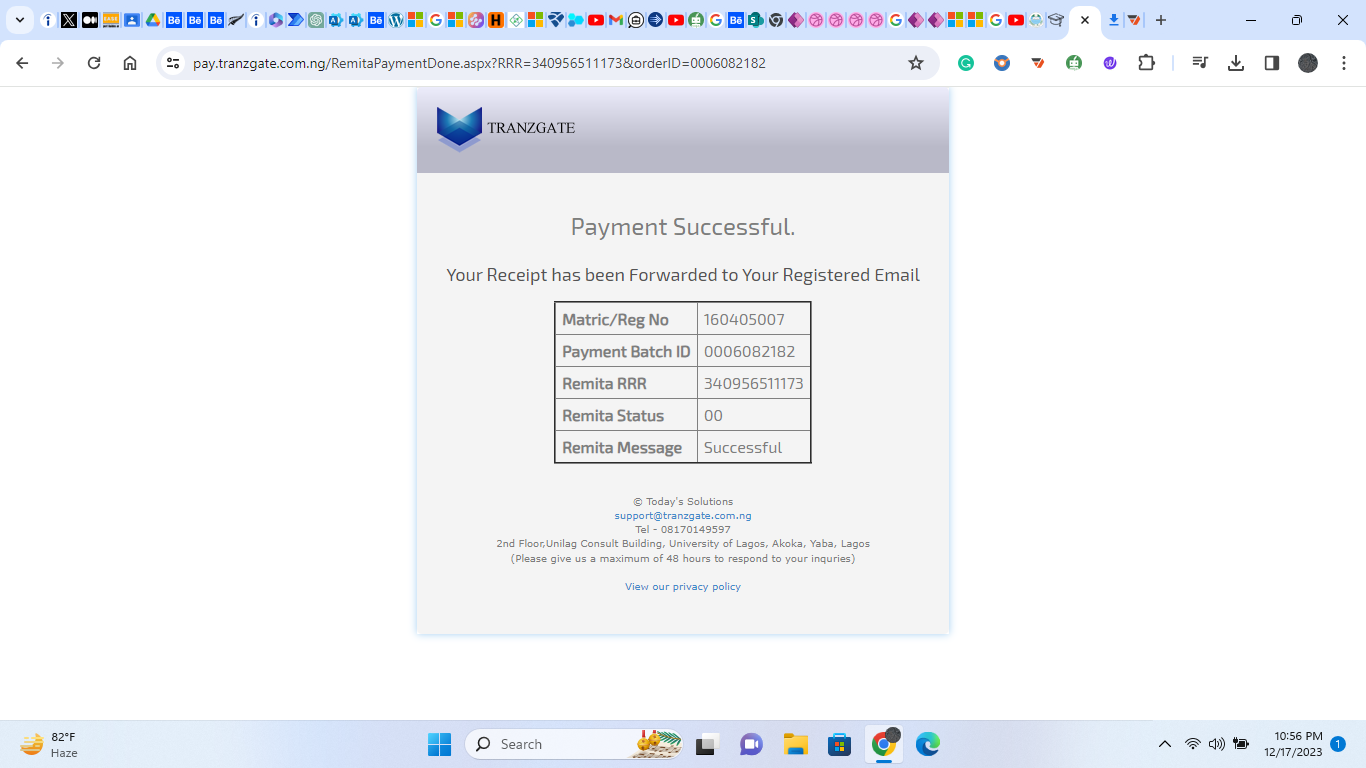 pay.tranzgate.com.ng/RemitaPaymentDone.aspx?RRR=340956511173&orderID=0006082182
TRANZGATE
Payment Successful.
Your Receipt has been Forwarded to Your Registered Email
Matric/Reg No 160405007
Payment Batch ID 0006082182
Remita RRR 340956511173
Remita Status 00
Remita Message Successful
© Today's Solutions
support@tranzgate.com.ng
Tel - 08170149597
2nd Floor,Unilag Consult Building, University of Lagos, Akoka, Yaba, Lagos
(Please give us a maximum of 48 hours to respond to your inquries)
View our privacy policy
82°F
Haze
Search
10:56 PM
12/17/2023
1